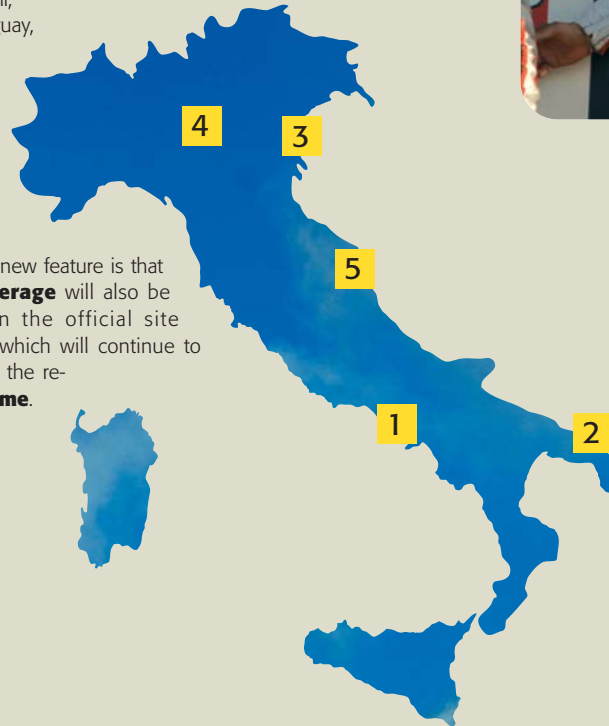 guay,
new feature is that
erage will also be
n the official site
which will continue to
the re-
me.
4
3
5
1
2